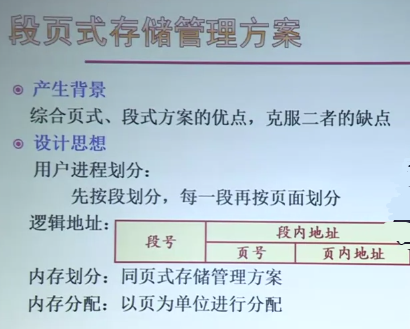 段页式存储管理方案
产生背景
综合页式、段式方案的优点，克服二者的缺点
设计思想
用户进程划分：
先按段划分，每一段再按页面划分
逻辑地址：
段号
段内地址
页号
页内地址
内存划分：同页式存储管理方案
内存分配：以页为单位进行分配